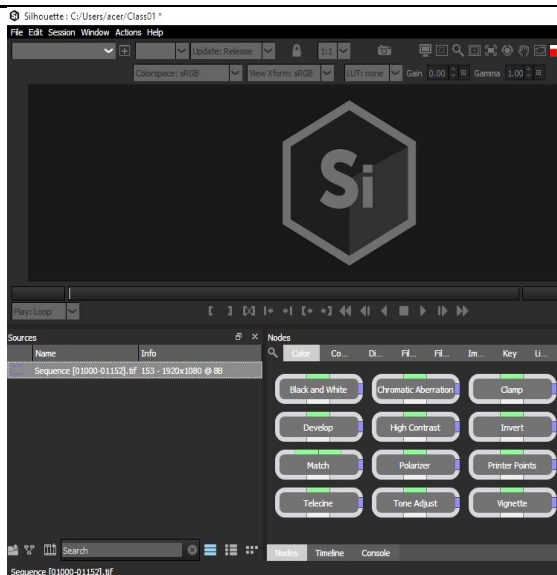 Silhouette : C:/Users/acer/Class01 *
File Edit Session Window Actions Help
Update: Release 1:1
Colorspace: sRGB View Xform: sRGB LUT: none Gain 0.00 Gamma 1.00
Si
Play: Loop
Sources Nodes
Name Info Color Co... Di... Fil... Fil... Im... Key Li...
Sequence [01000-01152].tif 153 - 1920x1080 @ 8B
Black and White Chromatic Aberration Clamp
Develop High Contrast Invert
Match Polarizer Printer Points
Telecine Tone Adjust Vignette
Search Nodes Timeline Console
Sequence [01000-01152].tif